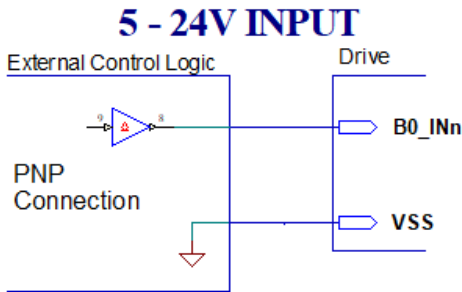 5 - 24V INPUT
External Control Logic
Drive
9
8
B0_INn
PNP
Connection
VSS